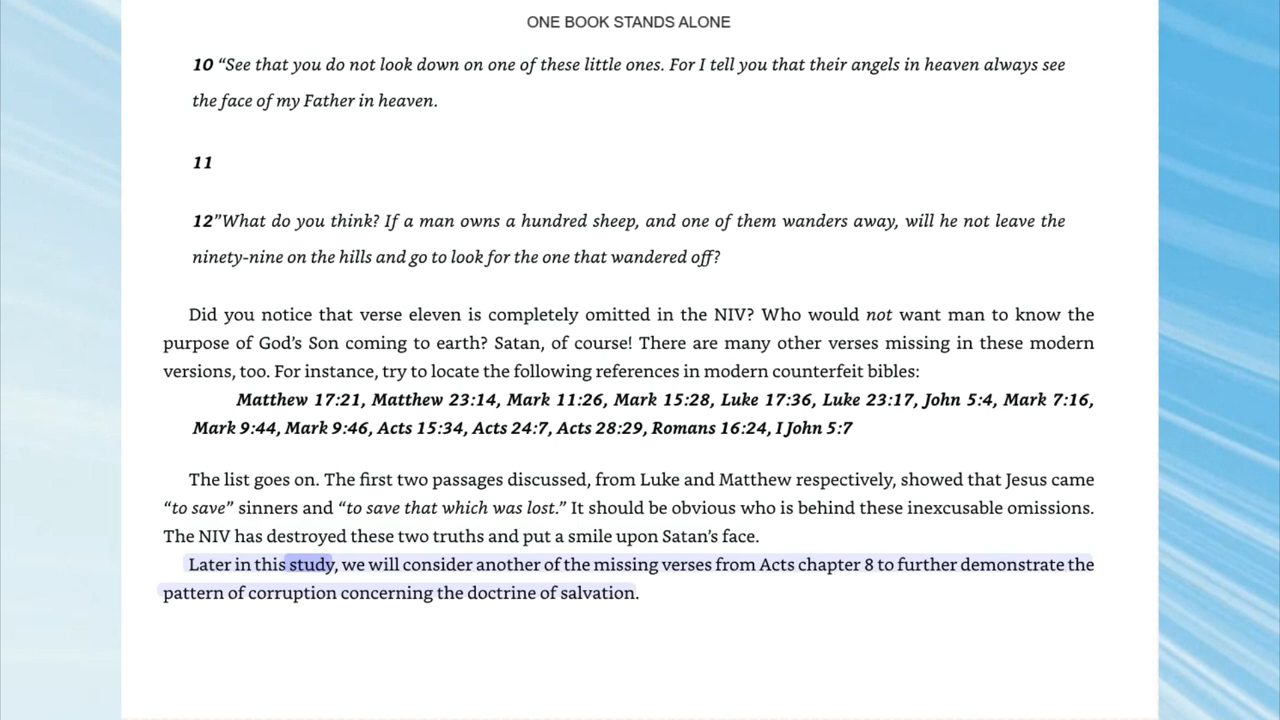 ONE BOOK STANDS ALONE
10 “See that you do not look down on one of these little ones. For I tell you that their angels in heaven always see
the face of my Father in heaven.
11
12”What do you think? If a man owns a hundred sheep, and one of them wanders away, will he not leave the
ninety-nine on the hills and go to look for the one that wandered off?
Did you notice that verse eleven is completely omitted in the NIV? Who would not want man to know the
purpose of God’s Son coming to earth? Satan, of course! There are many other verses missing in these modern
versions, too. For instance, try to locate the following references in modern counterfeit bibles:
Matthew 17:21, Matthew 23:14, Mark 11:26, Mark 15:28, Luke 17:36, Luke 23:17, John 5:4, Mark 7:16,
Mark 9:44, Mark 9:46, Acts 15:34, Acts 24:7, Acts 28:29, Romans 16:24, I John 5:7
The list goes on. The first two passages discussed, from Luke and Matthew respectively, showed that Jesus came
“to save” sinners and “to save that which was lost.” It should be obvious who is behind these inexcusable omissions.
The NIV has destroyed these two truths and put a smile upon Satan’s face.
Later in this study, we will consider another of the missing verses from Acts chapter 8 to further demonstrate the
pattern of corruption concerning the doctrine of salvation.